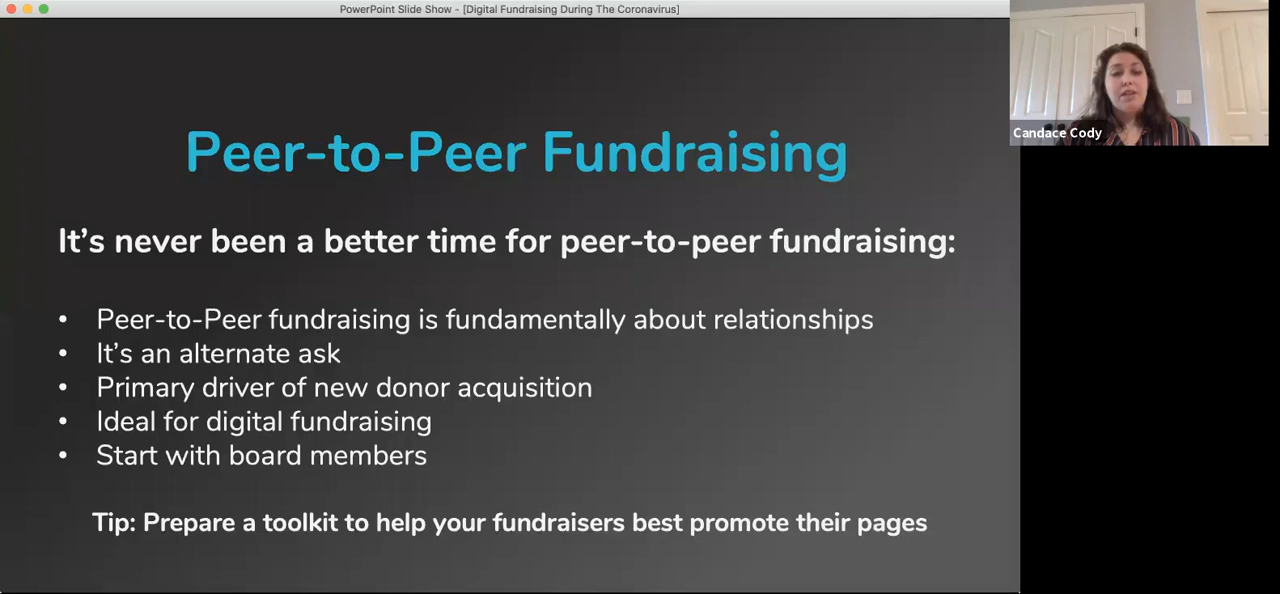 PowerPoint Slide Show - [Digital Fundraising During The Coronavirus]
Candace Cody
Peer-to-Peer Fundraising
It’s never been a better time for peer-to-peer fundraising:
• Peer-to-Peer fundraising is fundamentally about relationships
• It’s an alternate ask
• Primary driver of new donor acquisition
• Ideal for digital fundraising
• Start with board members
Tip: Prepare a toolkit to help your fundraisers best promote their pages